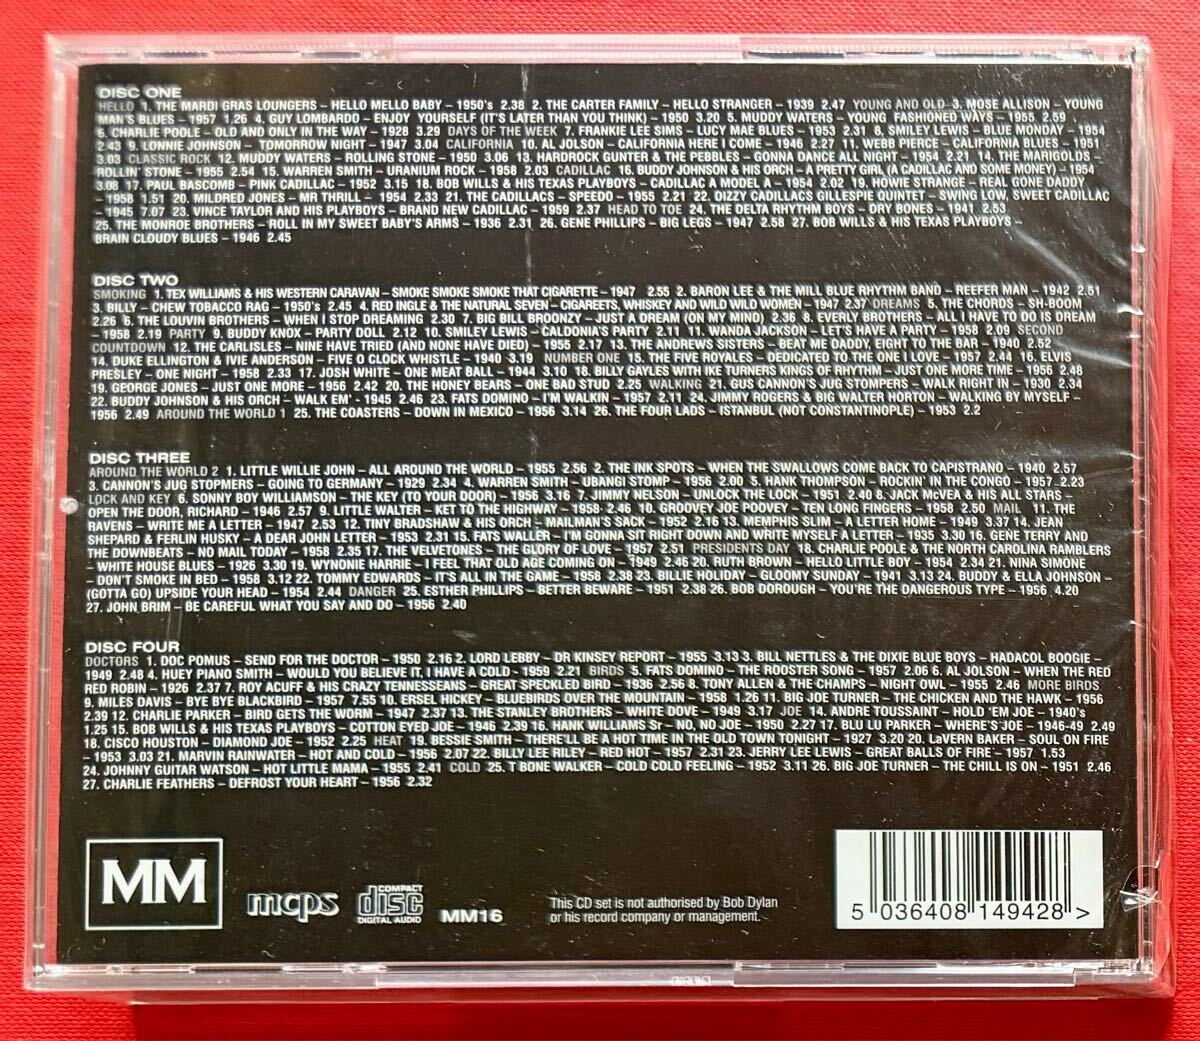 DISC ONE
HELLO 1. THE MARDI GRAS LOUNGERS – HELLO MELLO BABY – 1950's 2.38 2. THE CARTER FAMILY – HELLO STRANGER – 1939 2.47 YOUNG AND OLD 3. MOSE ALLISON – YOUNG
MAN'S BLUES – 1957 1.26 4. GUY LOMBARDO – ENJOY YOURSELF (IT'S LATER THAN YOU THINK) – 1950 3.20 5. MUDDY WATERS – YOUNG FASHIONED WAYS – 1955 2.59
6. CHARLIE POOLE – OLD AND ONLY IN THE WAY – 1928 3.29 DAYS OF THE WEEK 7. FRANKIE LEE SIMS – LUCY MAE BLUES – 1953 2.31 8. SMILEY LEWIS – BLUE MONDAY – 1954
2.43 9. LONNIE JOHNSON – TOMORROW NIGHT – 1947 3.04 CALIFORNIA 10. AL JOLSON – CALIFORNIA HERE I COME – 1946 2.27 11. WEBB PIERCE – CALIFORNIA BLUES – 1951
3.03 CLASSIC ROCK 12. MUDDY WATERS – ROLLING STONE – 1950 3.06 13. HARDROCK GUNTER & THE PEBBLES – GONNA DANCE ALL NIGHT – 1954 2.21 14. THE MARIGOLDS –
ROLLIN' STONE – 1955 2.54 15. WARREN SMITH – URANIUM ROCK – 1958 2.03 CADILLAC 16. BUDDY JOHNSON & HIS ORCH – A PRETTY GIRL (A CADILLAC AND SOME MONEY) – 1954
3.08 17. PAUL BASCOMB – PINK CADILLAC – 1952 3.15 18. BOB WILLS & HIS TEXAS PLAYBOYS – CADILLAC A MODEL A – 1954 2.02 19. HOWIE STRANGE – REAL GONE DADDY
– 1958 1.51 20. MILDRED JONES – MR THRILL – 1954 2.33 21. THE CADILLACS – SPEEDO – 1955 2.21 22. DIZZY CADILLACS GILLESPIE QUINTET – SWING LOW, SWEET CADILLAC
– 1945 7.07 23. VINCE TAYLOR AND HIS PLAYBOYS – BRAND NEW CADILLAC – 1959 2.37 HEAD TO TOE 24. THE DELTA RHYTHM BOYS – DRY BONES – 1941 2.53
25. THE MONROE BROTHERS – ROLL IN MY SWEET BABY'S ARMS – 1936 2.31 26. GENE PHILLIPS – BIG LEGS – 1947 2.58 27. BOB WILLS & HIS TEXAS PLAYBOYS –
BRAIN CLOUDY BLUES – 1946 2.45
DISC TWO
SMOKING 1. TEX WILLIAMS & HIS WESTERN CARAVAN – SMOKE SMOKE SMOKE THAT CIGARETTE – 1947 2.55 2. BARON LEE & THE MILL BLUE RHYTHM BAND – REEFER MAN – 1942 2.51
3. BILLY – CHEW TOBACCO RAG – 1950's 2.45 4. RED INGLE & THE NATURAL SEVEN – CIGAREETS, WHISKEY AND WILD WILD WOMEN – 1947 2.37 DREAMS 5. THE CHORDS – SH-BOOM
2.26 6. THE LOUVIN BROTHERS – WHEN I STOP DREAMING 2.30 7. BIG BILL BROONZY – JUST A DREAM (ON MY MIND) 2.36 8. EVERLY BROTHERS – ALL I HAVE TO DO IS DREAM
– 1958 2.19 PARTY 9. BUDDY KNOX – PARTY DOLL 2.12 10. SMILEY LEWIS – CALDONIA'S PARTY 2.11 11. WANDA JACKSON – LET'S HAVE A PARTY – 1958 2.09 SECOND
COUNTDOWN 12. THE CARLISLES – NINE HAVE TRIED (AND NONE HAVE DIED) – 1955 2.17 13. THE ANDREWS SISTERS – BEAT ME DADDY, EIGHT TO THE BAR – 1940 2.52
14. DUKE ELLINGTON & IVIE ANDERSON – FIVE O CLOCK WHISTLE – 1940 3.19 NUMBER ONE 15. THE FIVE ROYALES – DEDICATED TO THE ONE I LOVE – 1957 2.44 16. ELVIS
PRESLEY – ONE NIGHT – 1958 2.33 17. JOSH WHITE – ONE MEAT BALL – 1944 3.10 18. BILLY GAYLES WITH IKE TURNERS KINGS OF RHYTHM – JUST ONE MORE TIME – 1956 2.48
19. GEORGE JONES – JUST ONE MORE – 1956 2.42 20. THE HONEY BEARS – ONE BAD STUD 2.25 WALKING 21. GUS CANNON'S JUG STOMPERS – WALK RIGHT IN – 1930 2.34
22. BUDDY JOHNSON & HIS ORCH – WALK EM' – 1945 2.46 23. FATS DOMINO – I'M WALKIN – 1957 2.11 24. JIMMY ROGERS & BIG WALTER HORTON – WALKING BY MYSELF –
1956 2.49 AROUND THE WORLD 1 25. THE COASTERS – DOWN IN MEXICO – 1956 3.14 26. THE FOUR LADS – ISTANBUL (NOT CONSTANTINOPLE) – 1953 2.2
DISC THREE
AROUND THE WORLD 2 1. LITTLE WILLIE JOHN – ALL AROUND THE WORLD – 1955 2.56 2. THE INK SPOTS – WHEN THE SWALLOWS COME BACK TO CAPISTRANO – 1940 2.57
3. CANNON'S JUG STOPMERS – GOING TO GERMANY – 1929 2.34 4. WARREN SMITH – UBANGI STOMP – 1956 2.00 5. HANK THOMPSON – ROCKIN' IN THE CONGO – 1957 2.23
LOCK AND KEY 6. SONNY BOY WILLIAMSON – THE KEY (TO YOUR DOOR) – 1956 3.16 7. JIMMY NELSON – UNLOCK THE LOCK – 1951 2.40 8. JACK McVEA & HIS ALL STARS –
OPEN THE DOOR, RICHARD – 1946 2.57 9. LITTLE WALTER – KET TO THE HIGHWAY – 1958 2.46 10. GROOVEY JOE POOVEY – TEN LONG FINGERS – 1958 2.50 MAIL 11. THE
RAVENS – WRITE ME A LETTER – 1947 2.53 12. TINY BRADSHAW & HIS ORCH – MAILMAN'S SACK – 1952 2.16 13. MEMPHIS SLIM – A LETTER HOME – 1949 3.37 14. JEAN
SHEPARD & FERLIN HUSKY – A DEAR JOHN LETTER – 1953 2.31 15. FATS WALLER – I'M GONNA SIT RIGHT DOWN AND WRITE MYSELF A LETTER – 1935 3.30 16. GENE TERRY AND
THE DOWNBEATS – NO MAIL TODAY – 1958 2.35 17. THE VELVETONES – THE GLORY OF LOVE – 1957 2.51 PRESIDENTS DAY 18. CHARLIE POOLE & THE NORTH CAROLINA RAMBLERS
– WHITE HOUSE BLUES – 1926 3.30 19. WYNONIE HARRIE – I FEEL THAT OLD AGE COMING ON – 1949 2.46 20. RUTH BROWN – HELLO LITTLE BOY – 1954 2.34 21. NINA SIMONE
– DON'T SMOKE IN BED – 1958 3.12 22. TOMMY EDWARDS – IT'S ALL IN THE GAME – 1958 2.38 23. BILLIE HOLIDAY – GLOOMY SUNDAY – 1941 3.13 24. BUDDY & ELLA JOHNSON –
(GOTTA GO) UPSIDE YOUR HEAD – 1954 2.44 DANGER 25. ESTHER PHILLIPS – BETTER BEWARE – 1951 2.38 26. BOB DOROUGH – YOU'RE THE DANGEROUS TYPE – 1956 4.20
27. JOHN BRIM – BE CAREFUL WHAT YOU SAY AND DO – 1956 2.40
DISC FOUR
DOCTORS 1. DOC POMUS – SEND FOR THE DOCTOR – 1950 2.16 2. LORD LEBBY – DR KINSEY REPORT – 1955 3.13 3. BILL NETTLES & THE DIXIE BLUE BOYS – HADACOL BOOGIE –
1949 2.48 4. HUEY PIANO SMITH – WOULD YOU BELIEVE IT, I HAVE A COLD – 1959 2.21 BIRDS 5. FATS DOMINO – THE ROOSTER SONG – 1957 2.06 6. AL JOLSON – WHEN THE RED
RED ROBIN – 1926 2.37 7. ROY ACUFF & HIS CRAZY TENNESSEANS – GREAT SPECKLED BIRD – 1936 2.56 8. TONY ALLEN & THE CHAMPS – NIGHT OWL – 1955 2.46 MORE BIRDS
9. MILES DAVIS – BYE BYE BLACKBIRD – 1957 7.55 10. ERSEL HICKEY – BLUEBIRDS OVER THE MOUNTAIN – 1958 1.26 11. BIG JOE TURNER – THE CHICKEN AND THE HAWK – 1956
2.39 12. CHARLIE PARKER – BIRD GETS THE WORM – 1947 2.37 13. THE STANLEY BROTHERS – WHITE DOVE – 1949 3.17 JOE 14. ANDRE TOUSSAINT – HOLD 'EM JOE – 1940's
1.25 15. BOB WILLS & HIS TEXAS PLAYBOYS – COTTON EYED JOE – 1946 2.39 16. HANK WILLIAMS Sr – NO, NO JOE – 1950 2.27 17. BLU LU PARKER – WHERE'S JOE – 1946-49 2.49
18. CISCO HOUSTON – DIAMOND JOE – 1952 2.25 HEAT 19. BESSIE SMITH – THERE'LL BE A HOT TIME IN THE OLD TOWN TONIGHT – 1927 3.20 20. LaVERN BAKER – SOUL ON FIRE
– 1953 3.03 21. MARVIN RAINWATER – HOT AND COLD – 1956 2.07 22. BILLY LEE RILEY – RED HOT – 1957 2.31 23. JERRY LEE LEWIS – GREAT BALLS OF FIRE – 1957 1.53
24. JOHNNY GUITAR WATSON – HOT LITTLE MAMA – 1955 2.41 COLD 25. T BONE WALKER – COLD COLD FEELING – 1952 3.11 26. BIG JOE TURNER – THE CHILL IS ON – 1951 2.46
27. CHARLIE FEATHERS – DEFROST YOUR HEART – 1956 2.32
MM
mcps
COMPACT
disc
DIGITAL AUDIO
MM16
This CD set is not authorised by Bob Dylan
or his record company or management.
5 036408 149428 >